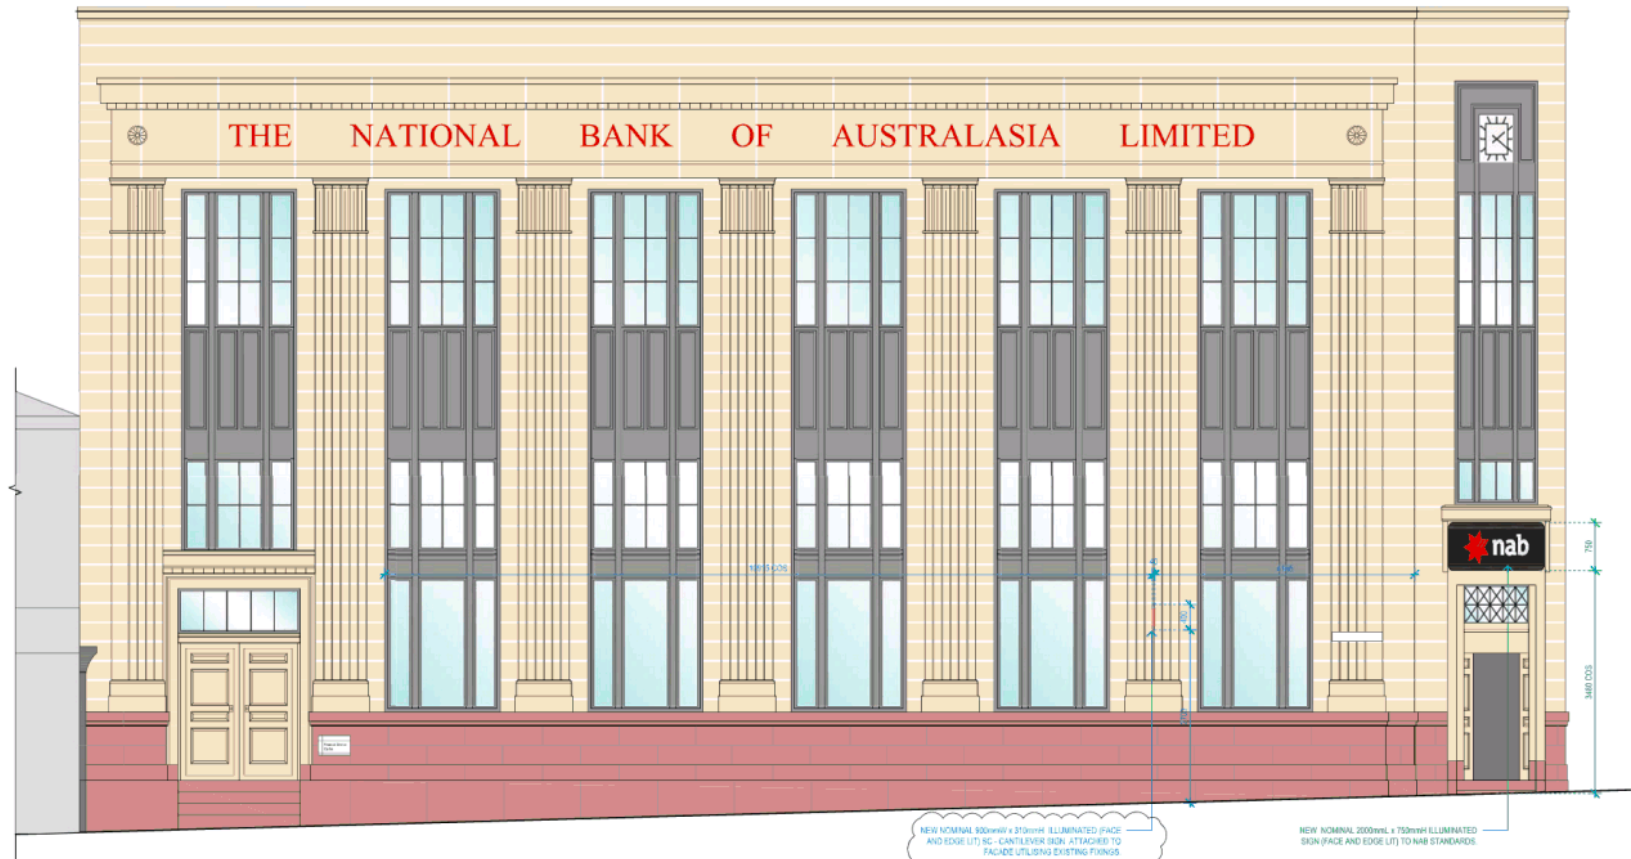 THE NATIONAL BANK OF AUSTRALASIA LIMITED
nab
750
400
3480 COS
NEW NOMINAL 900mmW x 310mmH ILLUMINATED (FACE
AND EDGE LIT) SC - CANTILEVER SIGN ATTACHED TO
FACADE UTILISING EXISTING FIXINGS
NEW NOMINAL 2000mmL x 750mmH ILLUMINATED
SIGN (FACE AND EDGE LIT) TO NAB STANDARDS